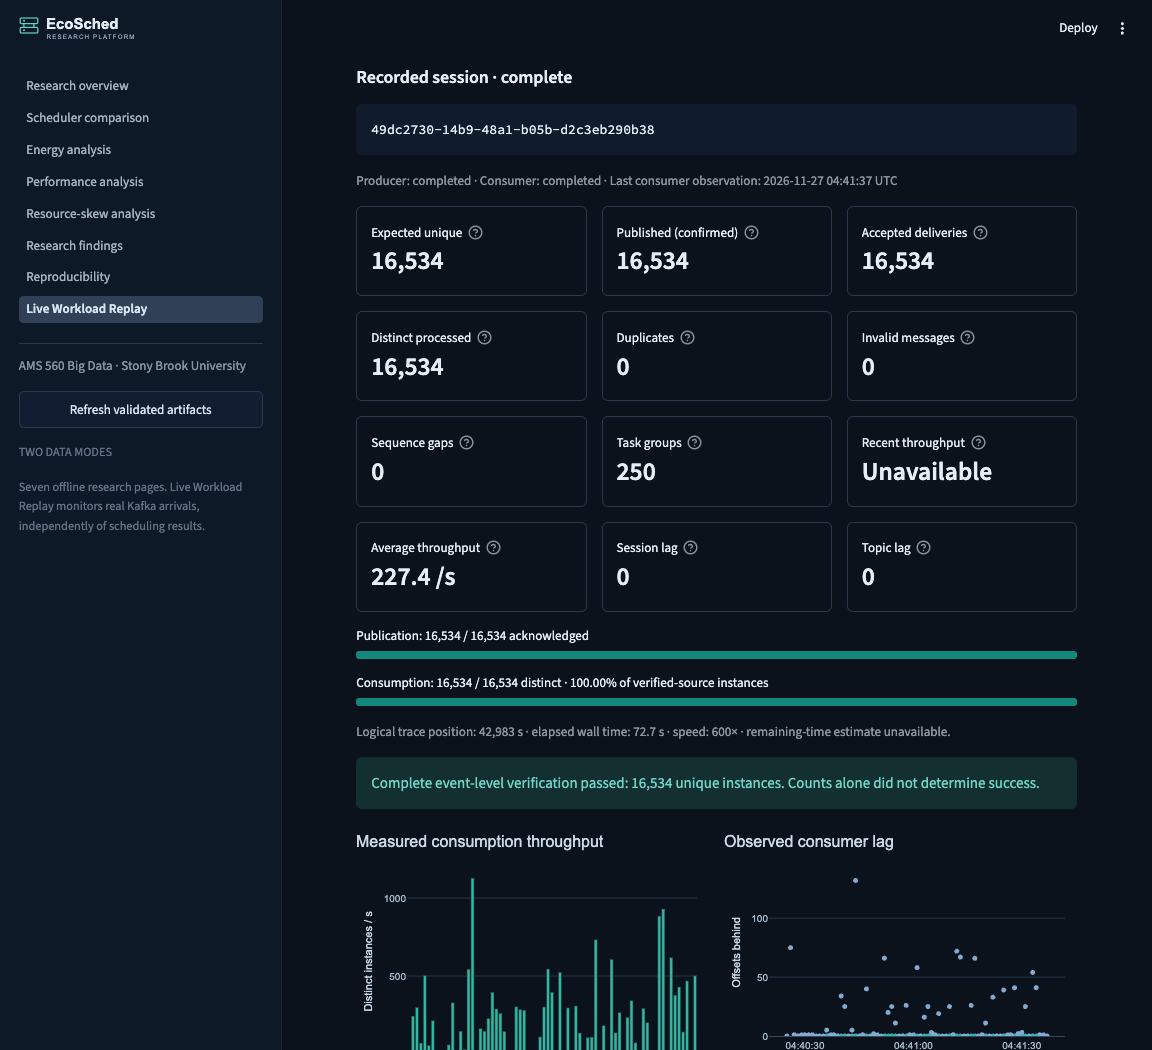 EcoSched
RESEARCH PLATFORM
Research overview
Scheduler comparison
Energy analysis
Performance analysis
Resource-skew analysis
Research findings
Reproducibility
Live Workload Replay
AMS 560 Big Data · Stony Brook University
Refresh validated artifacts
TWO DATA MODES
Seven offline research pages. Live Workload
Replay monitors real Kafka arrivals,
independently of scheduling results.
Deploy
Recorded session · complete
49dc2730-14b9-48a1-b05b-d2c3eb290b38
Producer: completed · Consumer: completed · Last consumer observation: 2026-11-27 04:41:37 UTC
Expected unique
16,534
Published (confirmed)
16,534
Accepted deliveries
16,534
Distinct processed
16,534
Duplicates
0
Invalid messages
0
Sequence gaps
0
Task groups
250
Recent throughput
Unavailable
Average throughput
227.4 /s
Session lag
0
Topic lag
0
Publication: 16,534 / 16,534 acknowledged
Consumption: 16,534 / 16,534 distinct · 100.00% of verified-source instances
Logical trace position: 42,983 s · elapsed wall time: 72.7 s · speed: 600× · remaining-time estimate unavailable.
Complete event-level verification passed: 16,534 unique instances. Counts alone did not determine success.
Measured consumption throughput
1000
500
Distinct instances / s
Observed consumer lag
100
50
0
Offsets behind
04:40:30
04:41:00
04:41:30